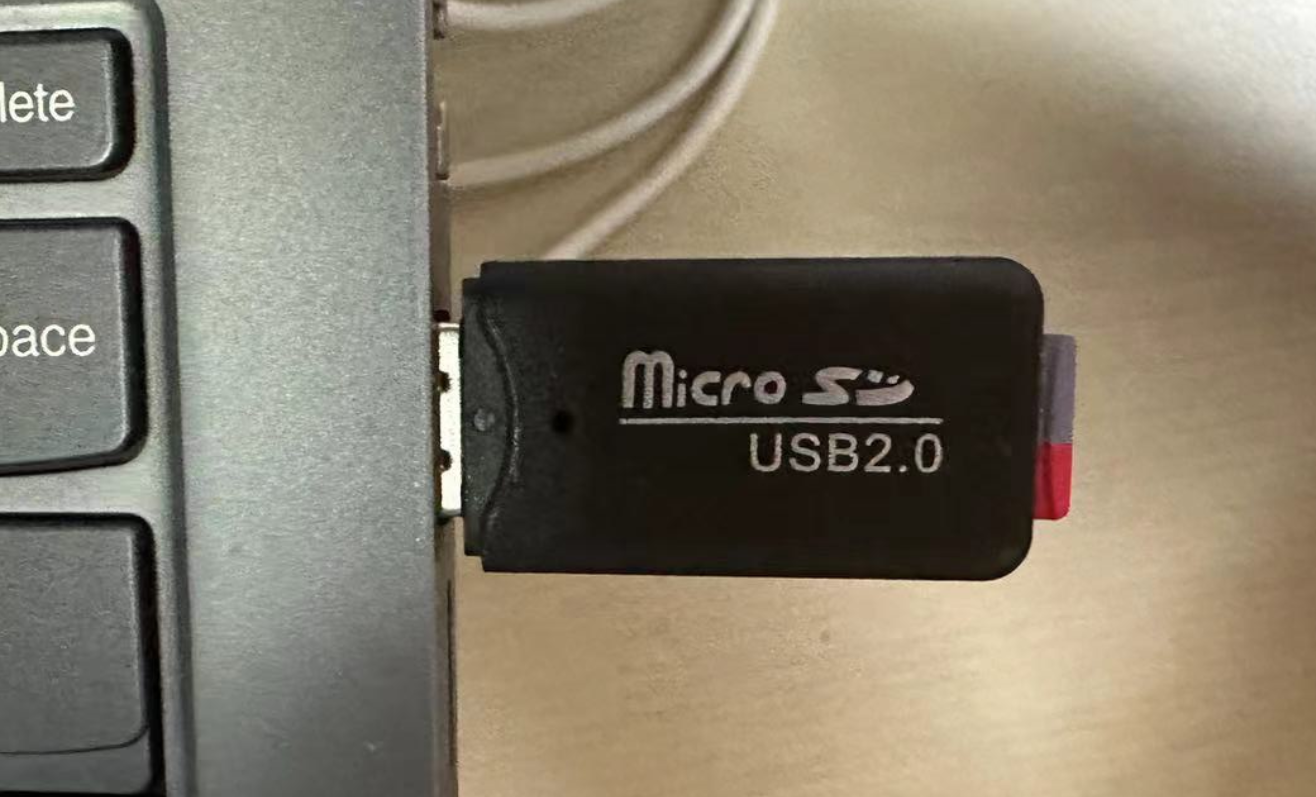 lete
pace
Micro SD
USB2.0